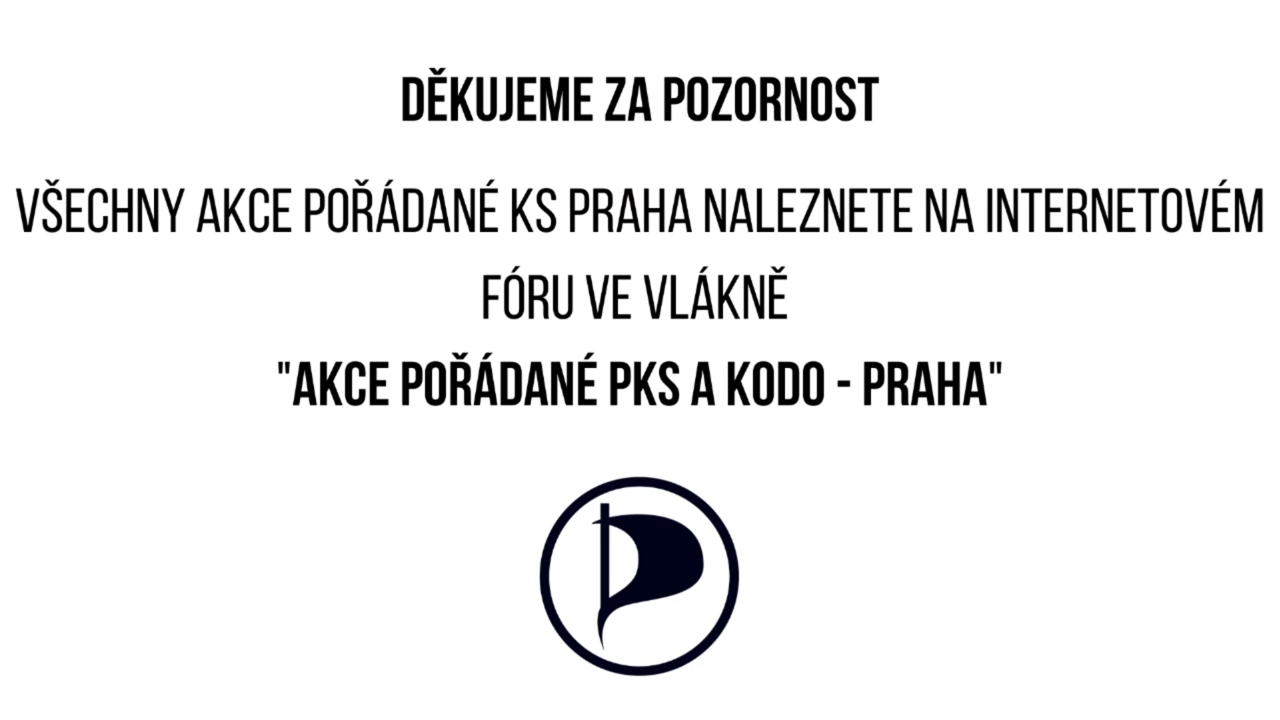 DĚKUJEME ZA POZORNOST
VŠECHNY AKCE POŘÁDANÉ KS PRAHA NALEZNETE NA INTERNETOVÉM
FÓRU VE VLÁKNĚ
"AKCE POŘÁDANÉ PKS A KODO - PRAHA"